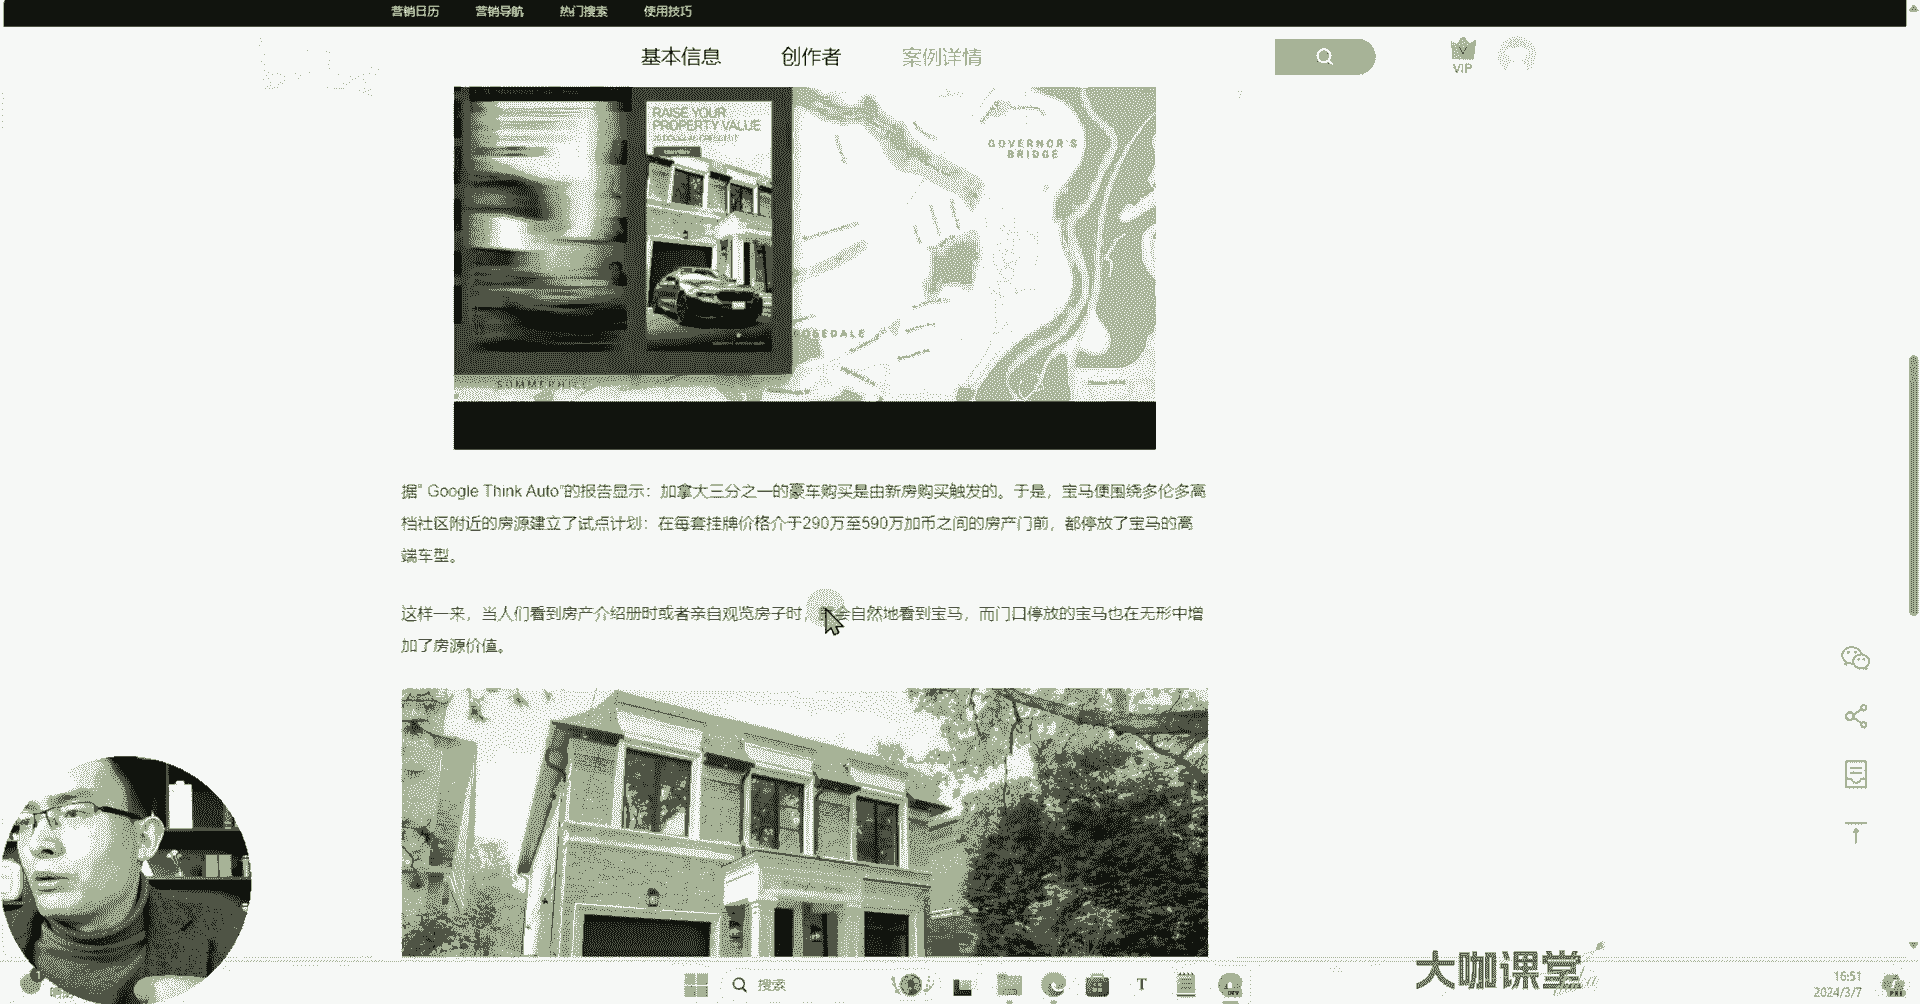 营销日历 营销导航 热门搜索 使用技巧
基本信息 创作者 案例详情
VIP
RAISE YOUR
PROPERTY VALUE
GOVERNOR'S
BRIDGE
ROSEDALE
SUMMERHILL
据“ Google Think Auto”的报告显示：加拿大三分之一的豪车购买是由新房购买触发的。于是，宝马便围绕多伦多高
档社区附近的房源建立了试点计划：在每套挂牌价格介于290万至590万加币之间的房产门前，都停放了宝马的高
端车型。
这样一来，当人们看到房产介绍册时或者亲自观览房子时，会自然地看到宝马，而门口停放的宝马也在无形中增
加了房源价值。
大咖课堂
搜索
T
16:51
2024/3/7